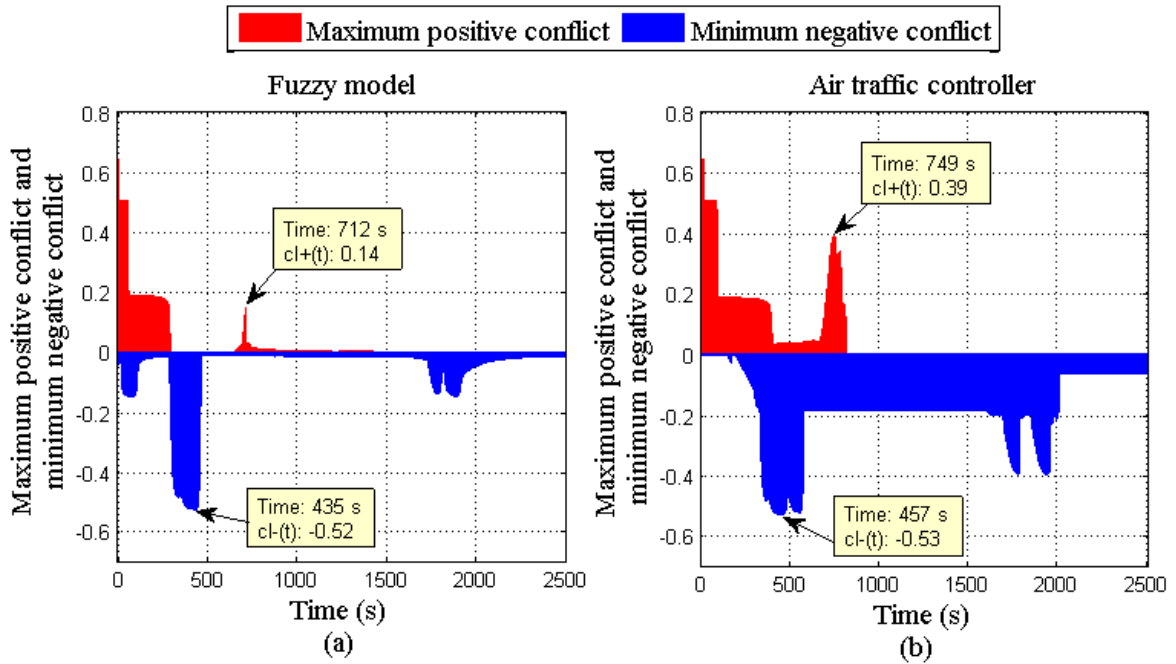 Maximum positive conflict
Minimum negative conflict
Fuzzy model
Maximum positive conflict and
minimum negative conflict
0.8
0.6
0.4
0.2
0
-0.2
-0.4
-0.6
Time: 712 s
cl+(t): 0.14
Time: 435 s
cl-(t): -0.52
0
500
1000
1500
2000
2500
Time (s)
(a)
Air traffic controller
Maximum positive conflict and
minimum negative conflict
0.8
0.6
0.4
0.2
0
-0.2
-0.4
-0.6
Time: 749 s
cl+(t): 0.39
Time: 457 s
cl-(t): -0.53
0
500
1000
1500
2000
2500
Time (s)
(b)